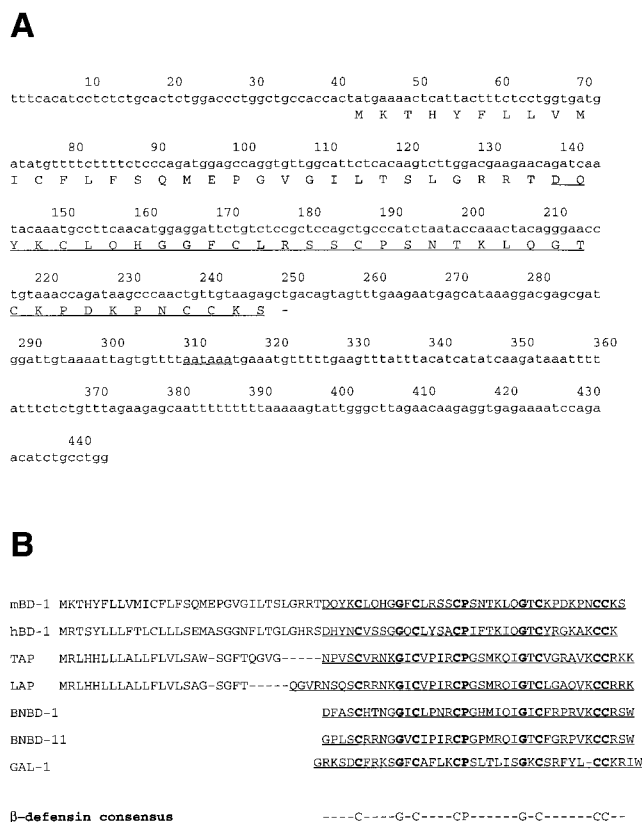 A
10 20 30 40 50 60 70
tttcacatcctctctgcactctggaccctggctgccaccactatgaaaactcattactttctcctggtgatg
M K T H Y F L L V M
80 90 100 110 120 130 140
atatgttttcttttctcccagatggagccaggtgttggcattctcacaagtcttggacgaagaacagatcaa
I C F L F S Q M E P G V G I L T S L G R R T D Q
150 160 170 180 190 200 210
tacaaatgccttcaacatggaggattctgtctccgctccagctgcccatctaataccaaactacagggaacc
Y K C L Q H G G F C L R S S C P S N T K L Q G T
220 230 240 250 260 270 280
tgtaaaccagataagcccaactgttgtaagagctgacagtagtttgaagaatgagcataaaggacgagcgat
C K P D K P N C C K S -
290 300 310 320 330 340 350 360
ggattgtaaaattagtgtgttttaataaatgaaatgtttttgaagtttatttacatcatatcaagataaatttt
370 380 390 400 410 420 430
atttctctgtttagaagagcaatttttttttaaaaagtattgggcttagaacaagaggtgagaaaatccaga
440
acatctgcctgg
B
mBD-1 MKTHYFLLVMICFLFSQMEPGVGILTSLGRRTDQYKCLQHGGFCLRSSCPSNTKLQGTCKPDKPNCCKS
hBD-1 MRTSYLLLFTLCLLLSEMASGGNFLTGLGHRSDHYNCVSSGGQCLYSACPIFTKIQGTCYRGKAKCCK
TAP MRLHHLLLALLFLVLSAW-SGFTQGVG-----NPVSCVRNKGICVPIRCPGSMKQIGTCVGRAVKCCRKK
LAP MRLHHLLLALLFLVLSAG-SGFT-----QGVRNSQSCRRNKGICVPIRCPGSMRQIGTCLGAQVKCCRRK
BNBD-1 DFASCHTNGGICLPNRCPGHMIQIGICFRPRVKCCRSW
BNBD-11 GPLSCRRNGGVCIPIRCPGPMRQIGTCFGRPVKCCRSW
GAL-1 GRKSDCFRKSGFCAFLKCPSLTLISGKCSRFYL-CCKRIW
β-defensin consensus ----C---G-C----CP-----G-C-----CC--